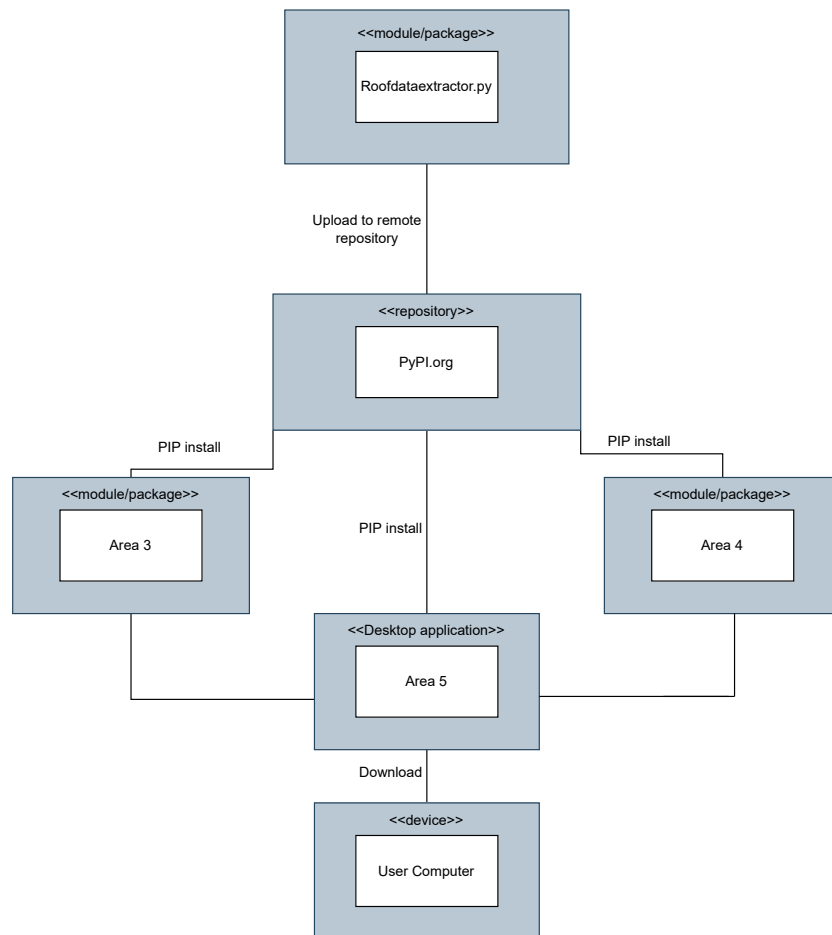 <<module/package>>
Roofdataextractor.py
Upload to remote
repository
<<repository>>
PyPI.org
PIP install
PIP install
<<module/package>>
Area 3
PIP install
<<module/package>>
Area 4
<<Desktop application>>
Area 5
Download
<<device>>
User Computer